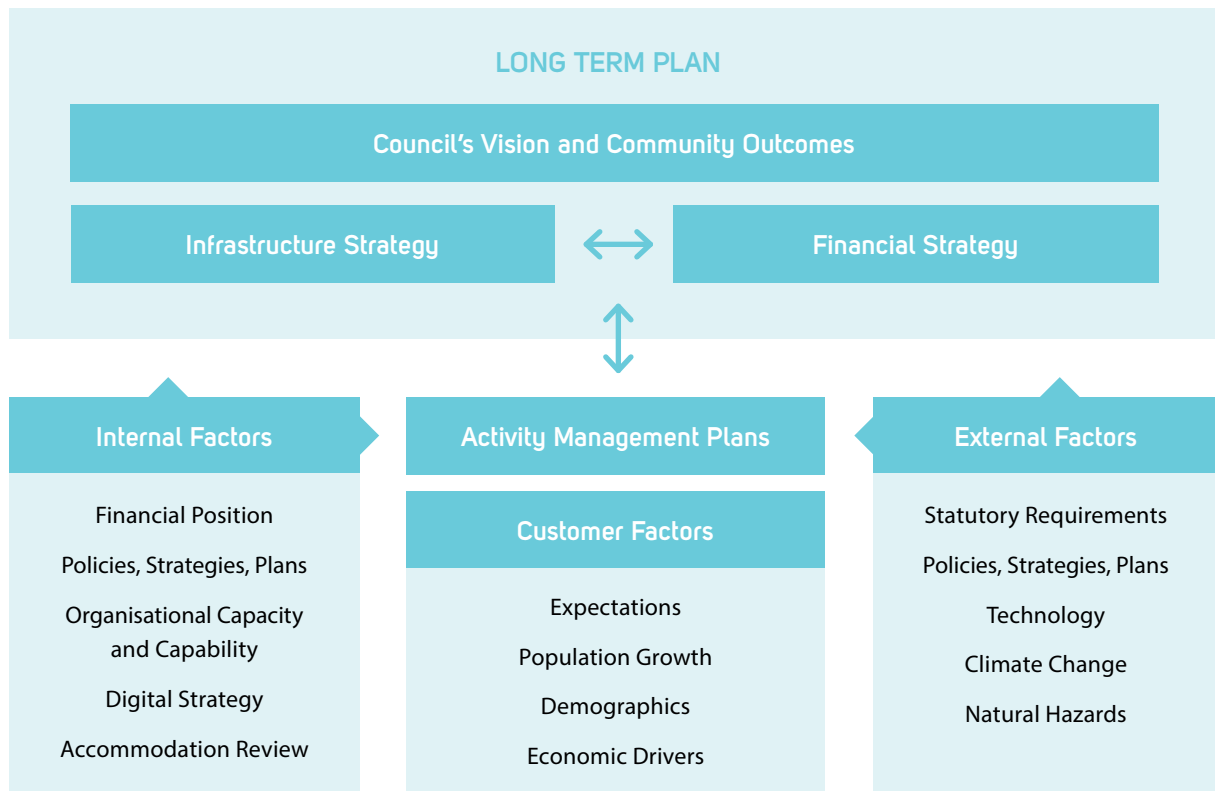 LONG TERM PLAN
Council's Vision and Community Outcomes
Infrastructure Strategy
Financial Strategy
Internal Factors
Financial Position
Policies, Strategies, Plans
Organisational Capacity
and Capability
Digital Strategy
Accommodation Review
Activity Management Plans
Customer Factors
Expectations
Population Growth
Demographics
Economic Drivers
External Factors
Statutory Requirements
Policies, Strategies, Plans
Technology
Climate Change
Natural Hazards